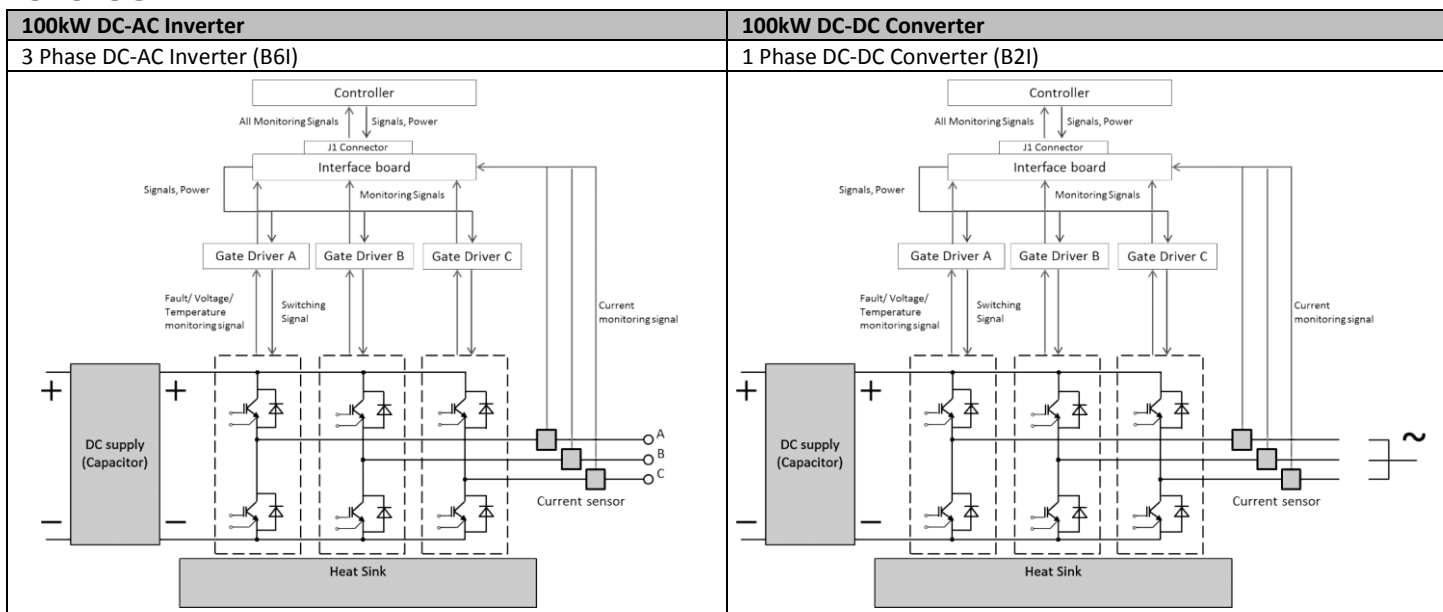 100kW DC-AC Inverter
3 Phase DC-AC Inverter (B6I)
Controller
All Monitoring Signals
Signals, Power
J1 Connector
Interface board
Signals, Power
Monitoring Signals
Gate Driver A
Gate Driver B
Gate Driver C
Fault/ Voltage/
Temperature
monitoring signal
Switching
Signal
Current
monitoring signal
+
+
DC supply
(Capacitor)
A
B
C
Current sensor
−
−
Heat Sink
100kW DC-DC Converter
1 Phase DC-DC Converter (B2I)
Controller
All Monitoring Signals
Signals, Power
J1 Connector
Interface board
Signals, Power
Monitoring Signals
Gate Driver A
Gate Driver B
Gate Driver C
Fault/ Voltage/
Temperature
monitoring signal
Switching
Signal
Current
monitoring signal
+
+
DC supply
(Capacitor)
~
Current sensor
−
−
Heat Sink